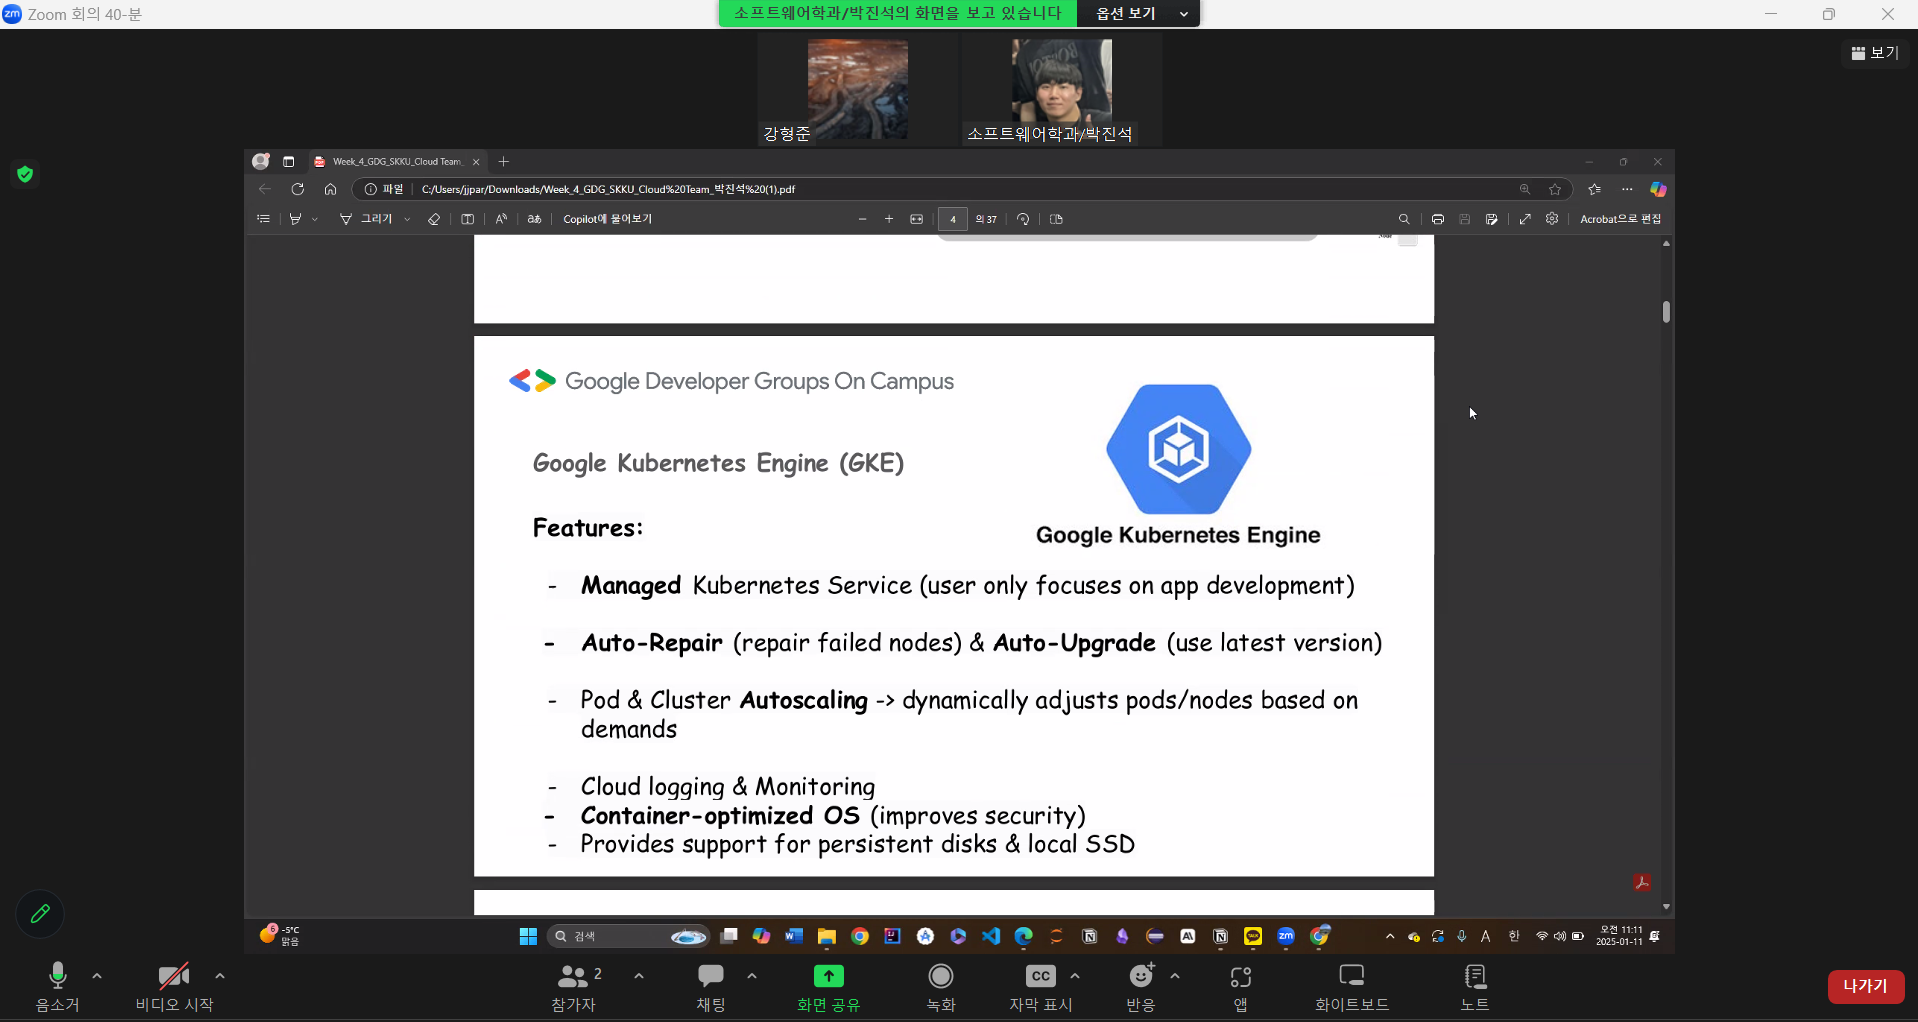 zm Zoom 회의 40-분
소프트웨어학과/박진석의 화면을 보고 있습니다
옵션 보기
보기
강형준
소프트웨어학과/박진석
Week_4_GDG_SKKU_Cloud Team_
파일
C:/Users/jjpar/Downloads/Week_4_GDG_SKKU_Cloud%20Team_박진석%20(1).pdf
그리기
aあ
Copilot에 물어보기
4 의 37
Acrobat으로 편집
Google Developer Groups On Campus
Google Kubernetes Engine (GKE)
Google Kubernetes Engine
Features:
- Managed Kubernetes Service (user only focuses on app development)
- Auto-Repair (repair failed nodes) & Auto-Upgrade (use latest version)
- Pod & Cluster Autoscaling -> dynamically adjusts pods/nodes based on
demands
- Cloud logging & Monitoring
- Container-optimized OS (improves security)
- Provides support for persistent disks & local SSD
6
-5°C
맑음
검색
A
한
오전 11:11
2025-01-11
음소거
비디오 시작
2
참가자
채팅
화면 공유
녹화
CC
자막 표시
반응
앱
화이트보드
노트
나가기